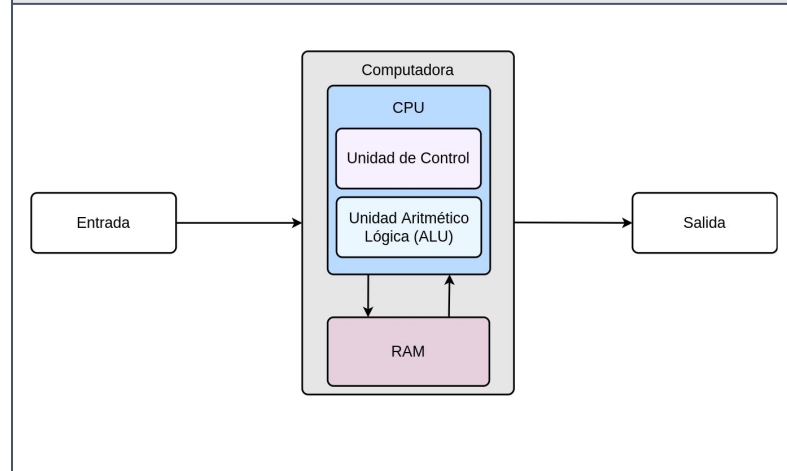 Computadora
CPU
Unidad de Control
Unidad Aritmético
Lógica (ALU)
Entrada
Salida
RAM